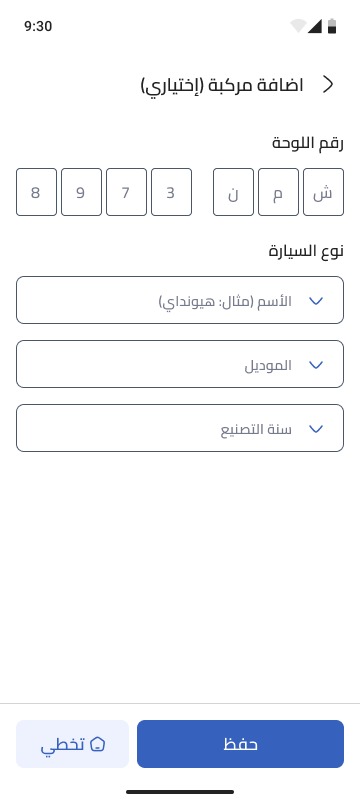 9:30
اضافة مركبة (إختياري)
رقم اللوحة
ش م ن 3 7 9 8
نوع السيارة
الأسم (مثال: هيونداي)
الموديل
سنة التصنيع
حفظ
تخطي